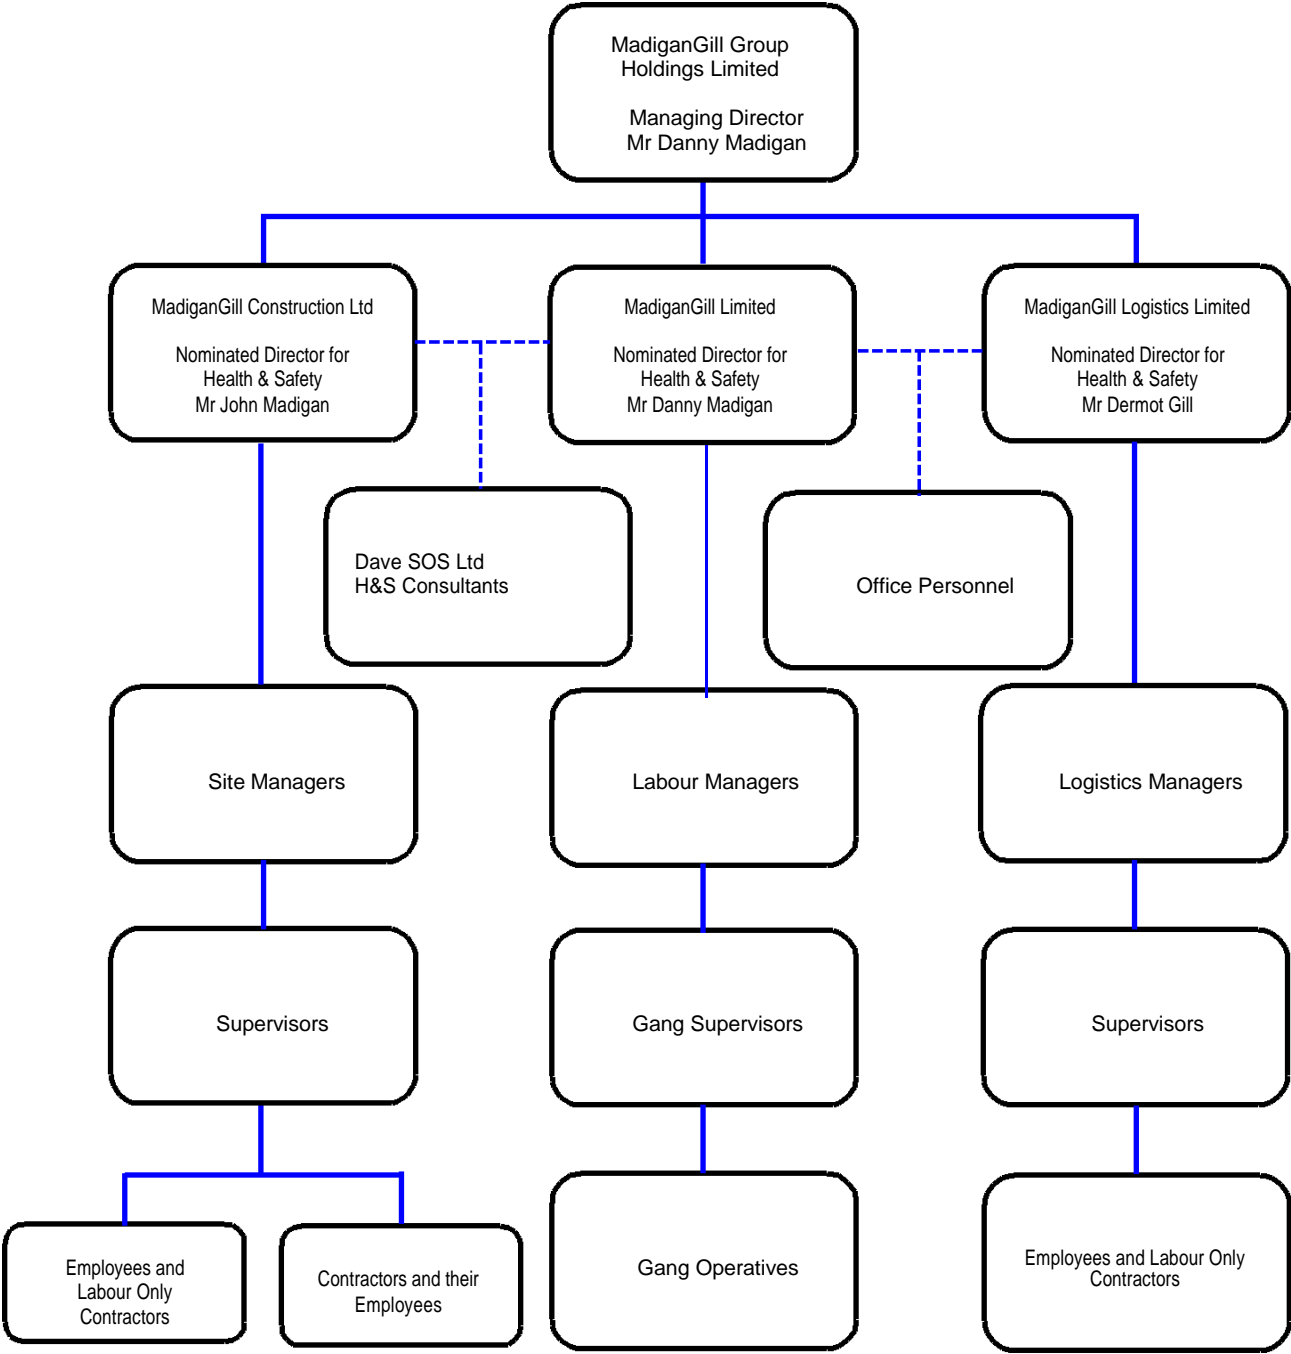 MadiganGill Group
Holdings Limited
Managing Director
Mr Danny Madigan
MadiganGill Construction Ltd
Nominated Director for
Health & Safety
Mr John Madigan
MadiganGill Limited
Nominated Director for
Health & Safety
Mr Danny Madigan
MadiganGill Logistics Limited
Nominated Director for
Health & Safety
Mr Dermot Gill
Dave SOS Ltd
H&S Consultants
Office Personnel
Site Managers
Labour Managers
Logistics Managers
Supervisors
Gang Supervisors
Supervisors
Employees and
Labour Only
Contractors
Contractors and their
Employees
Gang Operatives
Employees and Labour Only
Contractors